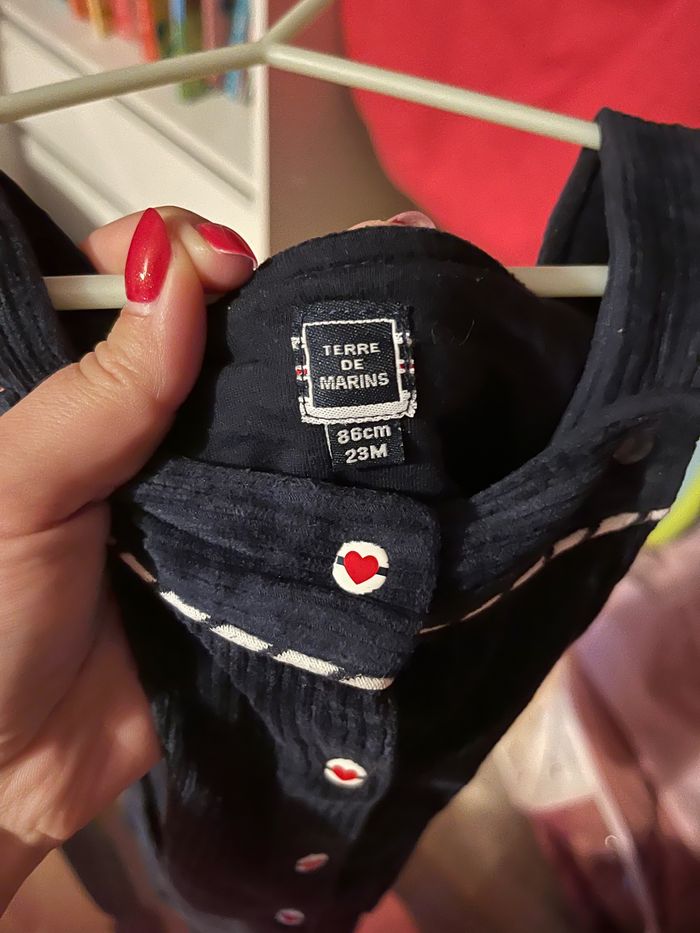 TERRE
DE
MARINS
86cm
23M